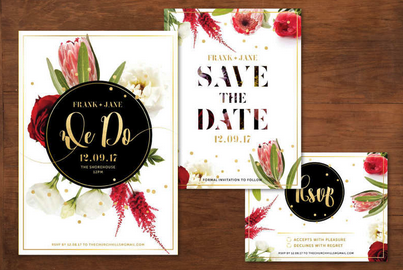 FRANK + JANE
We Do
12.09.17
THE SHOREHOUSE
FRANK + JANE
SAVE
THE
DATE
12.09.17
FORMAL INVITATION TO FOLLOW
RSVP
ACCEPTS WITH PLEASURE
DECLINES WITH REGRET